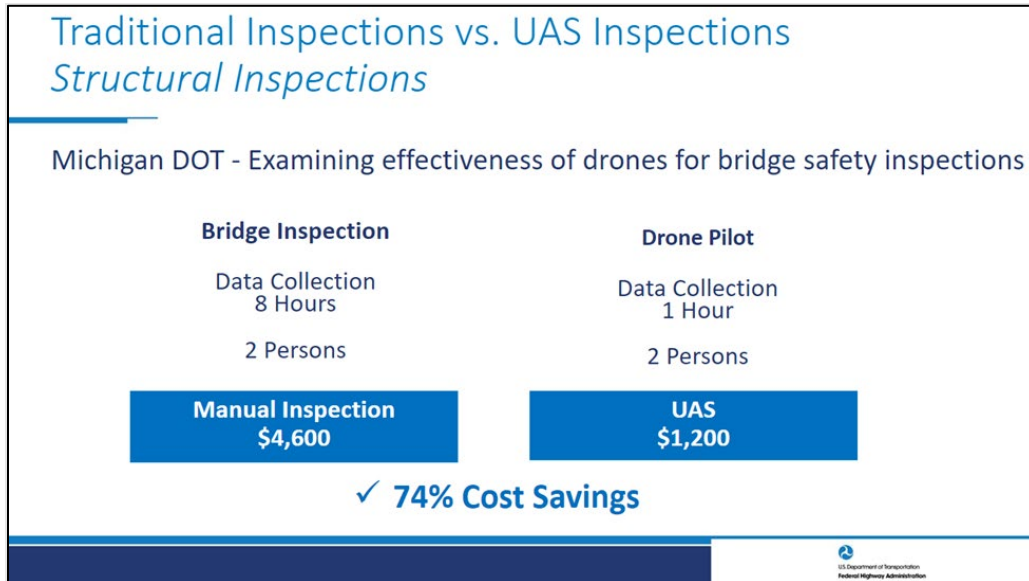 Traditional Inspections vs. UAS Inspections
Structural Inspections
Michigan DOT - Examining effectiveness of drones for bridge safety inspections
Bridge Inspection
Data Collection
8 Hours
2 Persons
Manual Inspection
$4,600
Drone Pilot
Data Collection
1 Hour
2 Persons
UAS
$1,200
✓ 74% Cost Savings
U.S. Department of Transportation
Federal Highway Administration